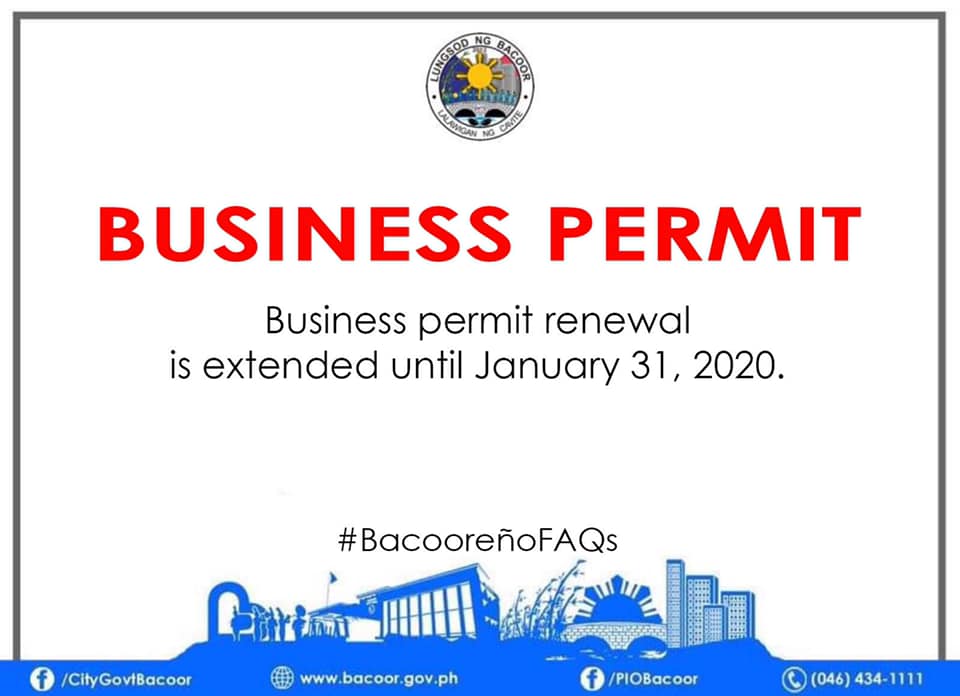 LUNGSOD NG BACOOR
LALAWIGAN NG CAVITE
BUSINESS PERMIT
Business permit renewal
is extended until January 31, 2020.
#BacooreñoFAQs
/CityGovtBacoor www.bacoor.gov.ph /PIOBacoor (046) 434-1111